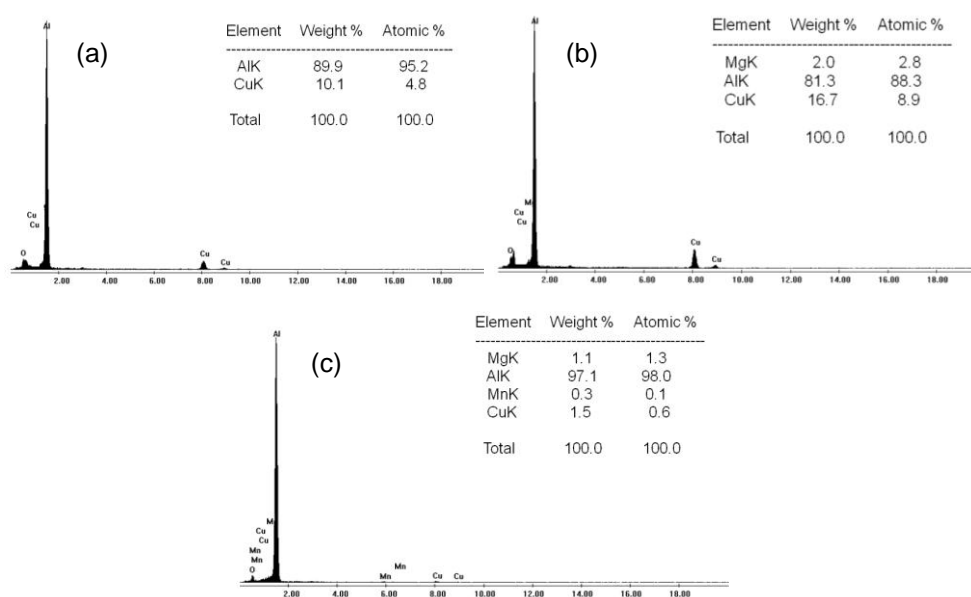 (a)
Al
Element Weight % Atomic %
AlK 89.9 95.2
CuK 10.1 4.8
Total 100.0 100.0
Cu
Cu
O
Cu
Cu
2.00 4.00 6.00 8.00 10.00 12.00 14.00 16.00 18.00
(b)
Al
Element Weight % Atomic %
MgK 2.0 2.8
AlK 81.3 88.3
CuK 16.7 8.9
Total 100.0 100.0
M
Cu
Cu
O
Cu
Cu
2.00 4.00 6.00 8.00 10.00 12.00 14.00 16.00 18.00
(c)
Al
Element Weight % Atomic %
MgK 1.1 1.3
AlK 97.1 98.0
MnK 0.3 0.1
CuK 1.5 0.6
Total 100.0 100.0
M
Cu
Cu
Mn
Mn
O
Mn
Mn
Cu
Cu
2.00 4.00 6.00 8.00 10.00 12.00 14.00 16.00 18.00